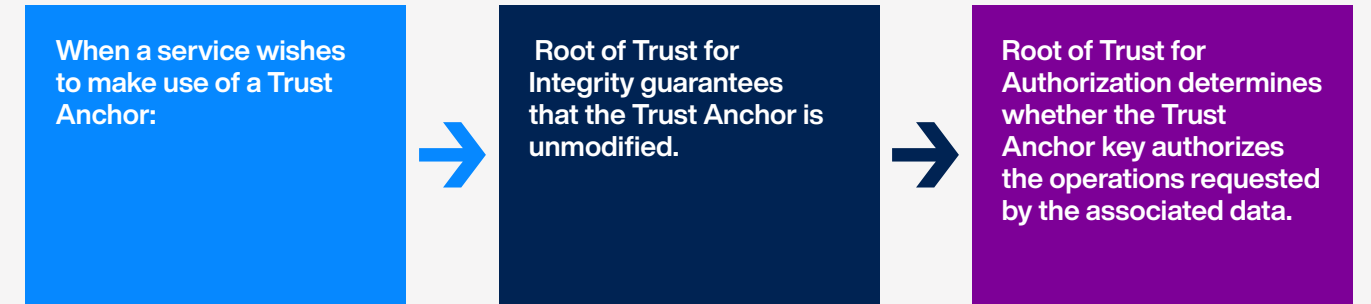 When a service wishes
to make use of a Trust
Anchor:
Root of Trust for
Integrity guarantees
that the Trust Anchor is
unmodified.
Root of Trust for
Authorization determines
whether the Trust
Anchor key authorizes
the operations requested
by the associated data.